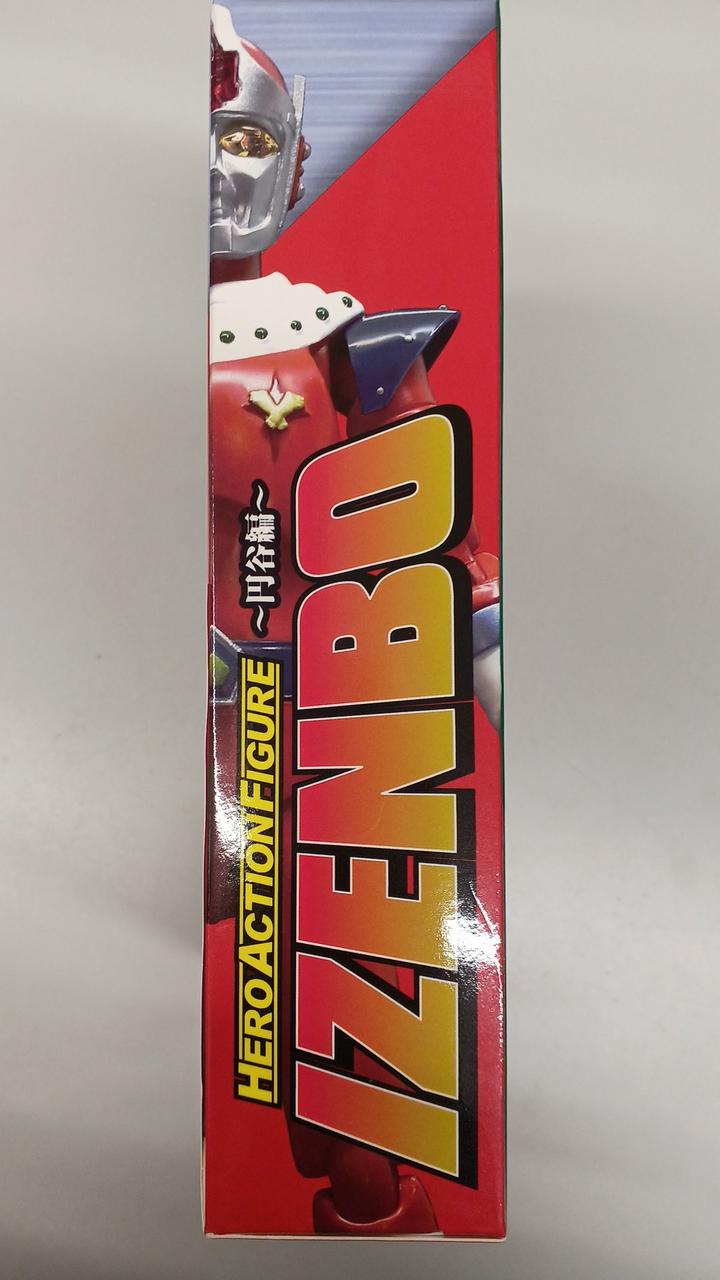 HERO ACTION FIGURE ～円谷編～
IZENBO